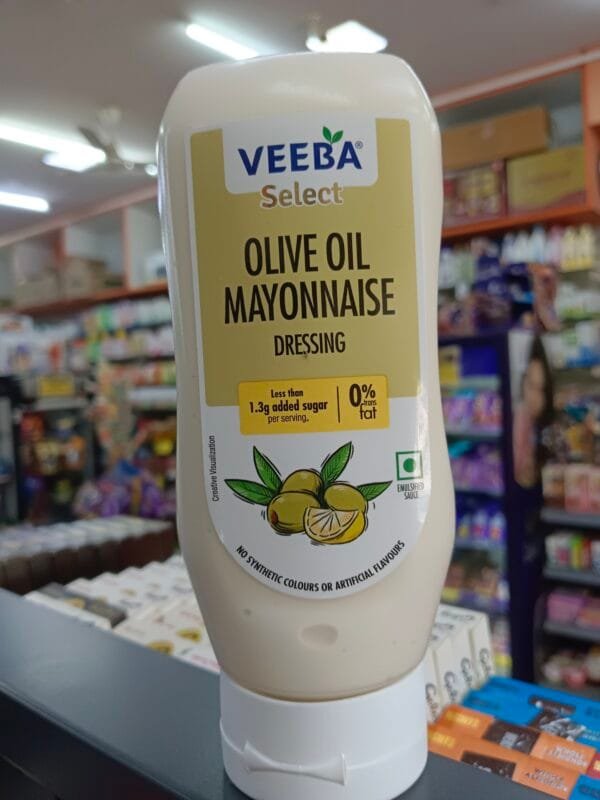 VEEBA®
Select
OLIVE OIL
MAYONNAISE
DRESSING
Less than
1.3g added sugar
per serving.
0%
trans
fat
Creative Visualization
EMULSIFIED
SAUCE
NO SYNTHETIC COLOURS OR ARTIFICIAL FLAVOURS